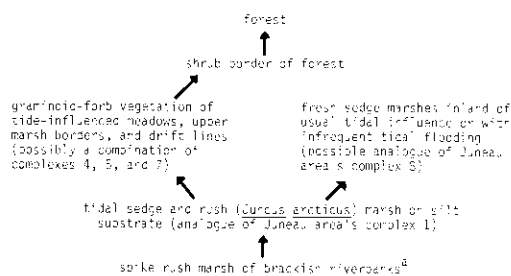 forest
shrub border of forest
graminoid-forb vegetation of
tide-influenced meadows, upper
marsh borders, and drift lines
(possibly a combination of
complexes 4, 5, and 7)
fresh sedge marshes inland of
usual tidal influence or with
infrequent tidal flooding
(possible analogue of Juneau
area's complex 8)
tidal sedge and rush (Juncus arcticus) marsh on silt
substrate (analogue of Juneau area's complex 1)
spike rush marsh of brackish riverbanks a